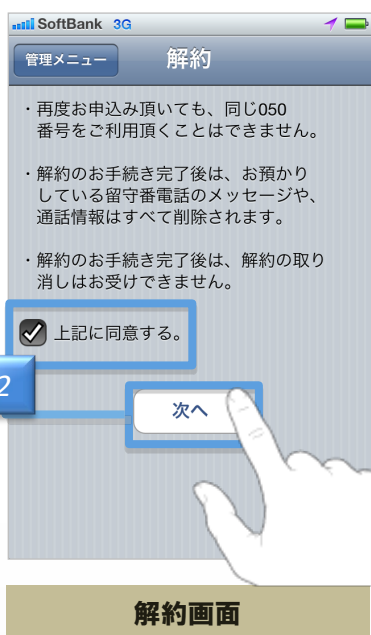 SoftBank 3G
管理メニュー 解約
・再度お申込み頂いても、同じ050
番号をご利用頂くことはできません。
・解約のお手続き完了後は、お預かり
している留守番電話のメッセージや、
通話情報はすべて削除されます。
・解約のお手続き完了後は、解約の取り
消しはお受けできません。
上記に同意する。
2
次へ
解約画面